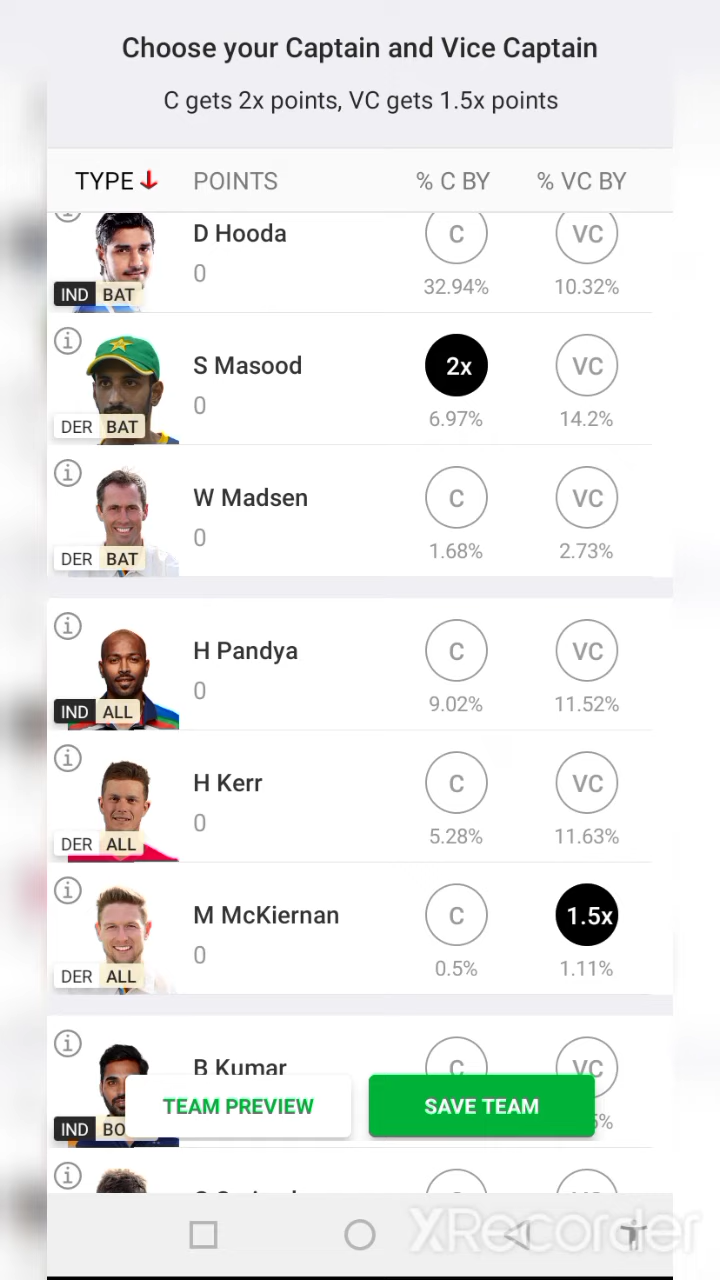 Choose your Captain and Vice Captain
C gets 2x points, VC gets 1.5x points
TYPE POINTS % C BY % VC BY
D Hooda C VC
0
IND BAT 32.94% 10.32%
S Masood 2x VC
0
DER BAT 6.97% 14.2%
W Madsen C VC
0
DER BAT 1.68% 2.73%
H Pandya C VC
0
IND ALL 9.02% 11.52%
H Kerr C VC
0
DER ALL 5.28% 11.63%
M McKiernan C 1.5x
0
DER ALL 0.5% 1.11%
B Kumar C VC
TEAM PREVIEW SAVE TEAM
IND BO 5%
XRecorder